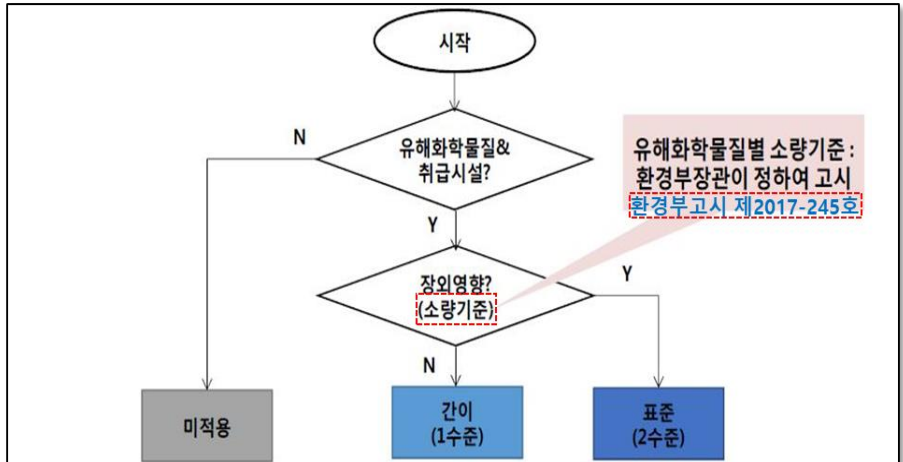 시작
N
유해화학물질&
취급시설?
유해화학물질별 소량기준 :
환경부장관이 정하여 고시
환경부고시 제2017-245호
Y
장외영향?
(소량기준)
Y
N
미적용
간이
(1수준)
표준
(2수준)